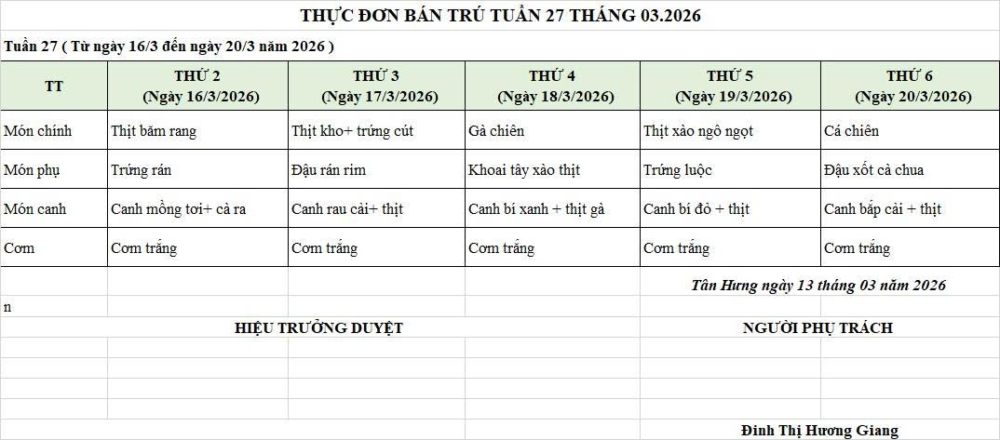 THỰC ĐƠN BÁN TRÚ TUẦN 27 THÁNG 03.2026
Tuần 27 ( Từ ngày 16/3 đến ngày 20/3 năm 2026 )
TT THỨ 2 (Ngày 16/3/2026) THỨ 3 (Ngày 17/3/2026) THỨ 4 (Ngày 18/3/2026) THỨ 5 (Ngày 19/3/2026) THỨ 6 (Ngày 20/3/2026)
Món chính Thịt băm rang Thịt kho+ trứng cút Gà chiên Thịt xào ngô ngọt Cá chiên
Món phụ Trứng rán Đậu rán rim Khoai tây xào thịt Trứng luộc Đậu xốt cà chua
Món canh Canh mồng tơi+ cà ra Canh rau cải+ thịt Canh bí xanh + thịt gà Canh bí đỏ + thịt Canh bắp cải + thịt
Cơm Cơm trắng Cơm trắng Cơm trắng Cơm trắng Cơm trắng
Tân Hưng ngày 13 tháng 03 năm 2026
n
HIỆU TRƯỞNG DUYỆT NGƯỜI PHỤ TRÁCH
Đinh Thị Hương Giang